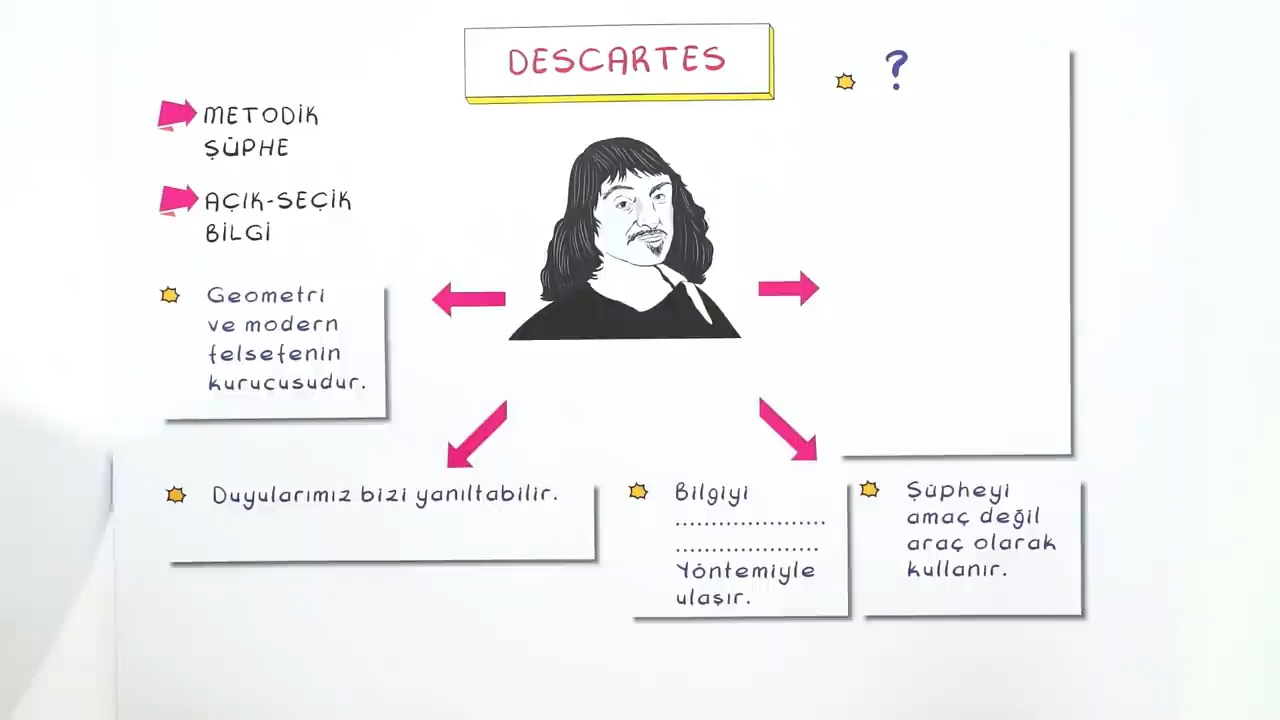 DESCARTES
?
METODİK
ŞÜPHE
AÇIK-SEÇİK
BİLGİ
Geometri
ve modern
felsefenin
kurucusudur.
Duyularımız bizi yanıltabilir.
Bilgiyi
......................
.....................
Yöntemiyle
ulaşır.
Şüpheyi
amaç değil
araç olarak
kullanır.